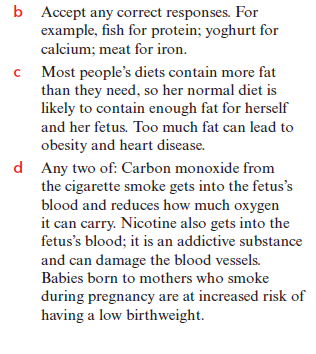 b Accept any correct responses. For
example, fish for protein; yoghurt for
calcium; meat for iron.
c Most people's diets contain more fat
than they need, so her normal diet is
likely to contain enough fat for herself
and her fetus. Too much fat can lead to
obesity and heart disease.
d Any two of: Carbon monoxide from
the cigarette smoke gets into the fetus's
blood and reduces how much oxygen
it can carry. Nicotine also gets into the
fetus's blood; it is an addictive substance
and can damage the blood vessels.
Babies born to mothers who smoke
during pregnancy are at increased risk of
having a low birthweight.